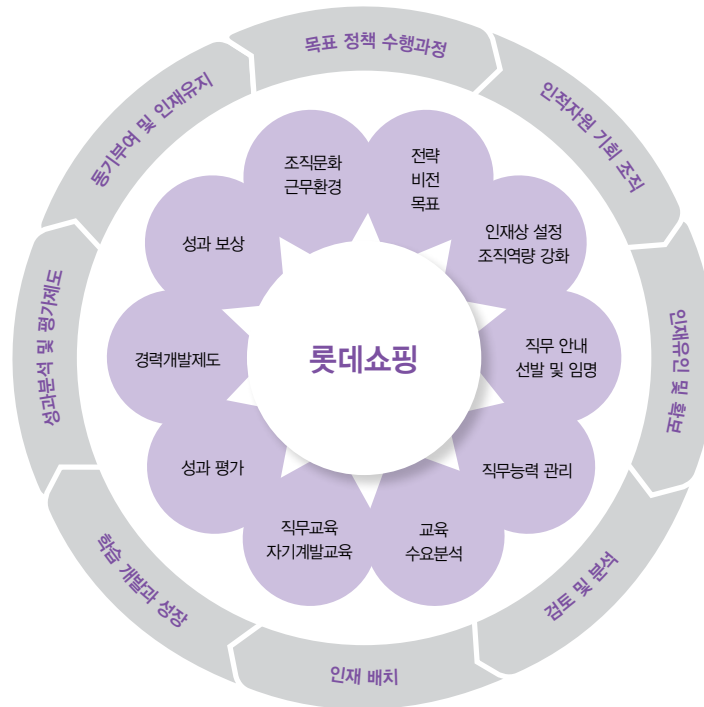 목표 정책 수행과정
인적자원 기획 조직
인재유인 및 확보
검토 및 분석
인재 배치
학습 개발과 성장
성과분석 및 평가제도
동기부여 및 인재유지
전략
비전
목표
인재상 설정
조직역량 강화
직무 안내
선발 및 임명
직무능력 관리
교육
수요분석
직무교육
자기계발교육
성과 평가
경력개발제도
성과 보상
조직문화
근무환경
롯데쇼핑